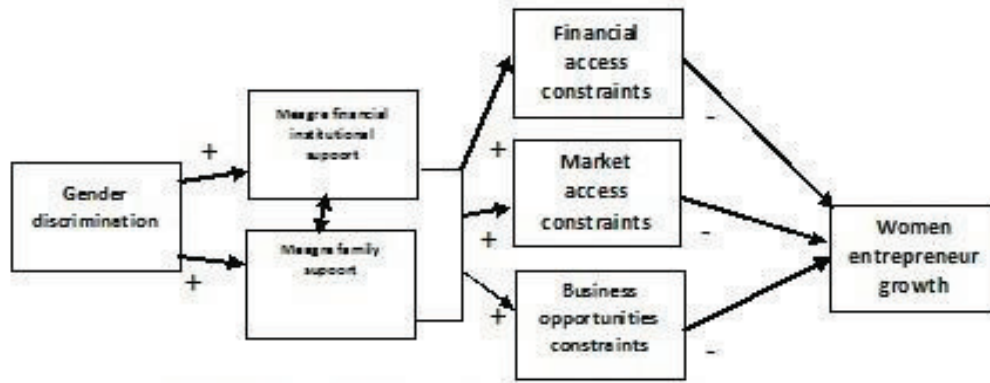 Gender
discrimination
+
+
Meagre financial
institutional
support
Meagre family
support
Financial
access
constraints
+
Market
access
constraints
+
Business
opportunities
constraints
+
-
-
-
Women
entrepreneur
growth